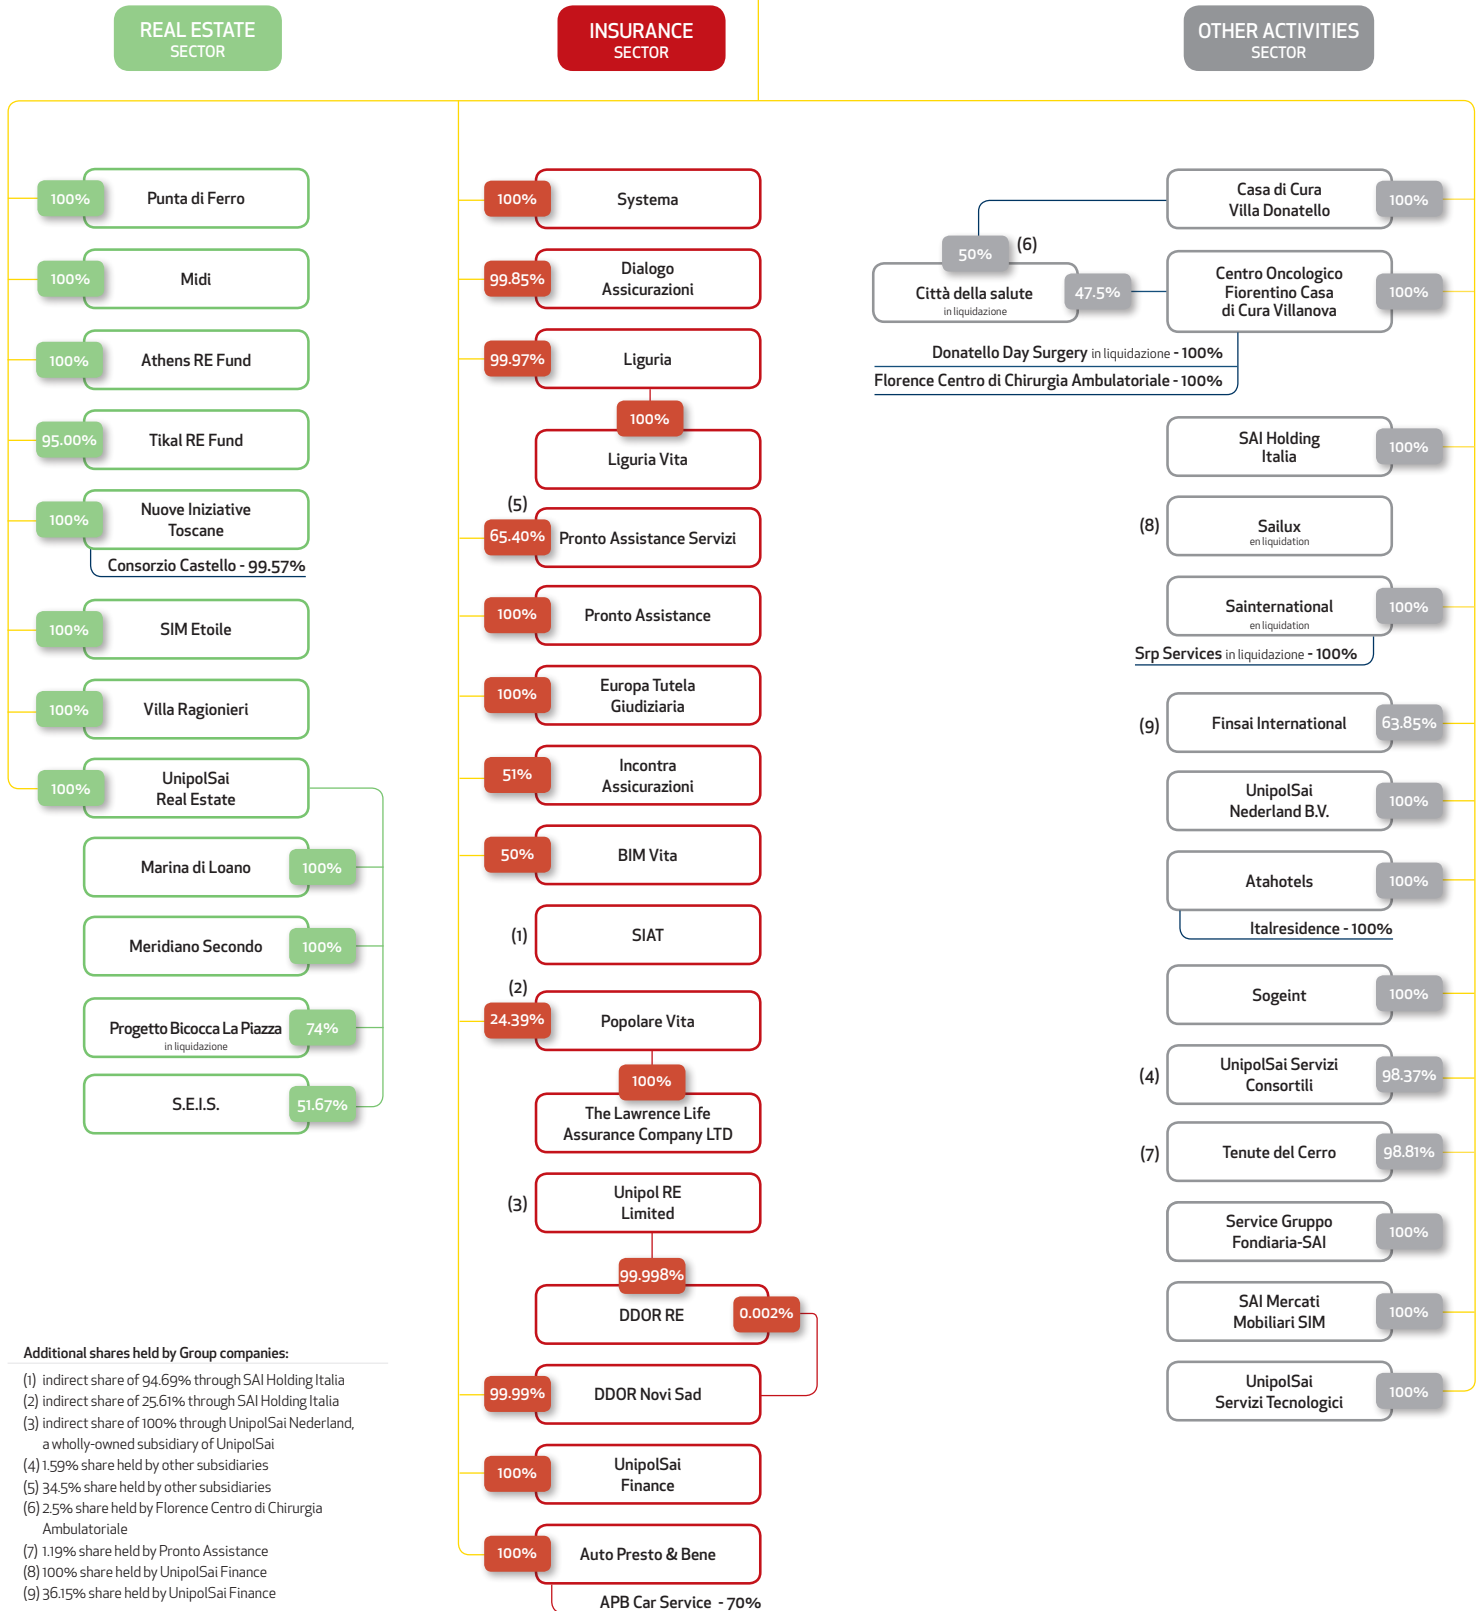 REAL ESTATE
SECTOR
100%
Punta di Ferro
100%
Midi
100%
Athens RE Fund
95.00%
Tikal RE Fund
100%
Nuove Iniziative
Toscane
Consorzio Castello - 99.57%
100%
SIM Etoile
100%
Villa Ragionieri
100%
UnipolSai
Real Estate
Marina di Loano
100%
Meridiano Secondo
100%
Progetto Bicocca La Piazza
in liquidazione
74%
S.E.I.S.
51.67%
INSURANCE
SECTOR
100%
Systema
99.85%
Dialogo
Assicurazioni
99.97%
Liguria
100%
Liguria Vita
(5)
65.40%
Pronto Assistance Servizi
100%
Pronto Assistance
100%
Europa Tutela
Giudiziaria
51%
Incontra
Assicurazioni
50%
BIM Vita
(1)
SIAT
(2)
24.39%
Popolare Vita
100%
The Lawrence Life
Assurance Company LTD
(3)
Unipol RE
Limited
99.998%
DDOR RE
0.002%
99.99%
DDOR Novi Sad
100%
UnipolSai
Finance
100%
Auto Presto & Bene
APB Car Service - 70%
OTHER ACTIVITIES
SECTOR
Casa di Cura
Villa Donatello
100%
50%
(6)
Città della salute
in liquidazione
47.5%
Centro Oncologico
Fiorentino Casa
di Cura Villanova
100%
Donatello Day Surgery in liquidazione - 100%
Florence Centro di Chirurgia Ambulatoriale - 100%
SAI Holding
Italia
100%
(8)
Sailux
en liquidation
Sainternational
en liquidation
100%
Srp Services in liquidazione - 100%
(9)
Finsai International
63.85%
UnipolSai
Nederland B.V.
100%
Atahotels
100%
Italresidence - 100%
Sogeint
100%
(4)
UnipolSai Servizi
Consortili
98.37%
(7)
Tenute del Cerro
98.81%
Service Gruppo
Fondiaria-SAI
100%
SAI Mercati
Mobiliari SIM
100%
UnipolSai
Servizi Tecnologici
100%
Additional shares held by Group companies:
(1) indirect share of 94.69% through SAI Holding Italia
(2) indirect share of 25.61% through SAI Holding Italia
(3) indirect share of 100% through UnipolSai Nederland,
a wholly-owned subsidiary of UnipolSai
(4) 1.59% share held by other subsidiaries
(5) 34.5% share held by other subsidiaries
(6) 2.5% share held by Florence Centro di Chirurgia
Ambulatoriale
(7) 1.19% share held by Pronto Assistance
(8) 100% share held by UnipolSai Finance
(9) 36.15% share held by UnipolSai Finance